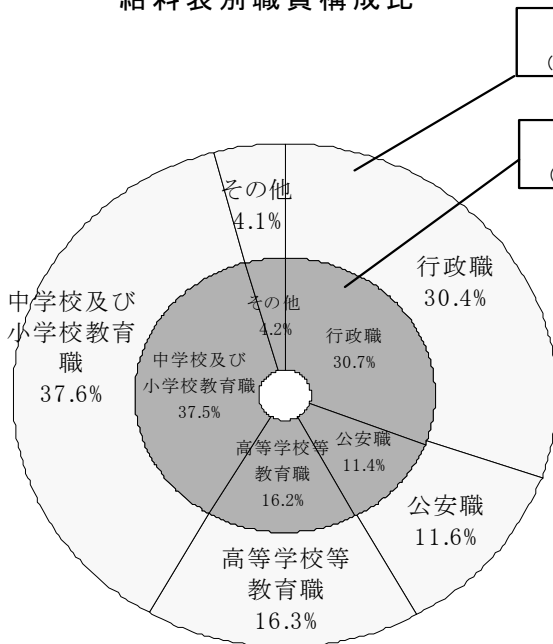 給料表別職員構成比
(
(
その他
4.1%
行政職
30.4%
中学校及び
小学校教育
職
37.6%
その他
4.2%
行政職
30.7%
中学校及び
小学校教育職
37.5%
公安職
11.4%
高等学校等
教育職
16.2%
公安職
11.6%
高等学校等
教育職
16.3%